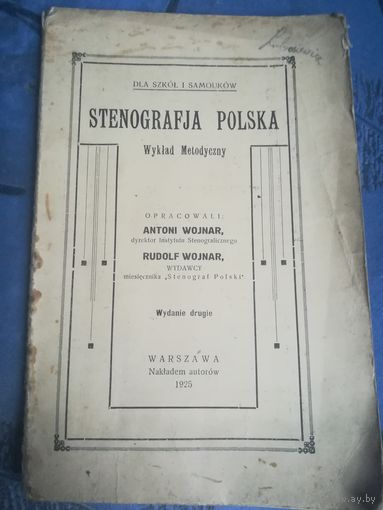 DLA SZKÓŁ I SAMOUKÓW
STENOGRAFJA POLSKA
Wykład Metodyczny
OPRACOWALI:
ANTONI WOJNAR,
dyrektor Instytutu Stenograficznego
RUDOLF WOJNAR,
WYDAWCY
miesięcznika „Stenograf Polski"
Wydanie drugie
WARSZAWA
Nakładem autorów
1925
ay.by